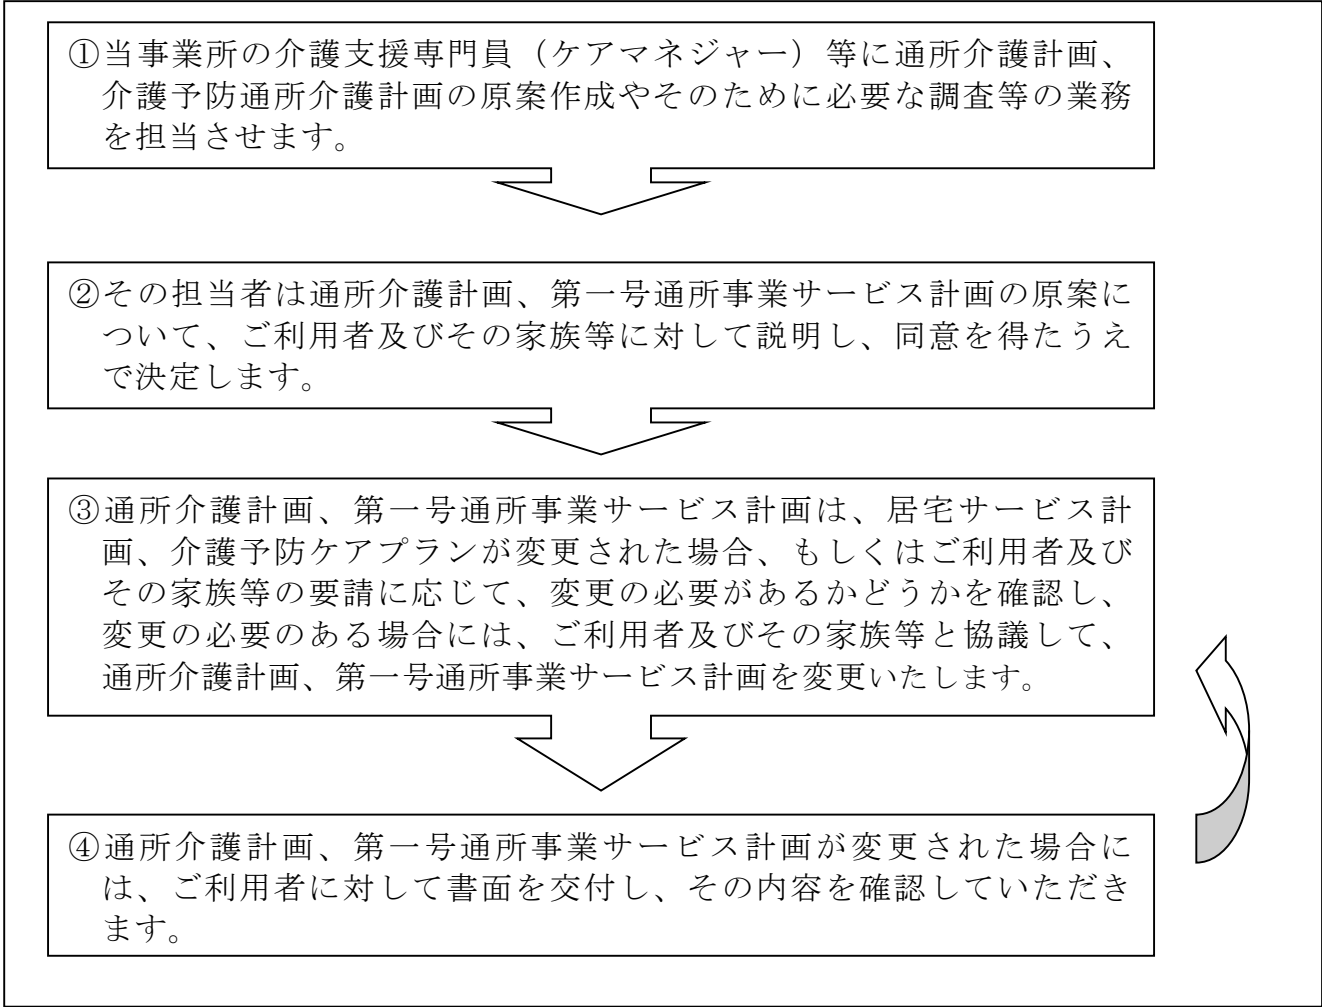 ①当事業所の介護支援専門員（ケアマネジャー）等に通所介護計画、
介護予防通所介護計画の原案作成やそのために必要な調査等の業務
を担当させます。
②その担当者は通所介護計画、第一号通所事業サービス計画の原案に
ついて、ご利用者及びその家族等に対して説明し、同意を得たうえ
で決定します。
③通所介護計画、第一号通所事業サービス計画は、居宅サービス計
画、介護予防ケアプランが変更された場合、もしくはご利用者及び
その家族等の要請に応じて、変更の必要があるかどうかを確認し、
変更の必要のある場合には、ご利用者及びその家族等と協議して、
通所介護計画、第一号通所事業サービス計画を変更いたします。
④通所介護計画、第一号通所事業サービス計画が変更された場合に
は、ご利用者に対して書面を交付し、その内容を確認していただき
ます。